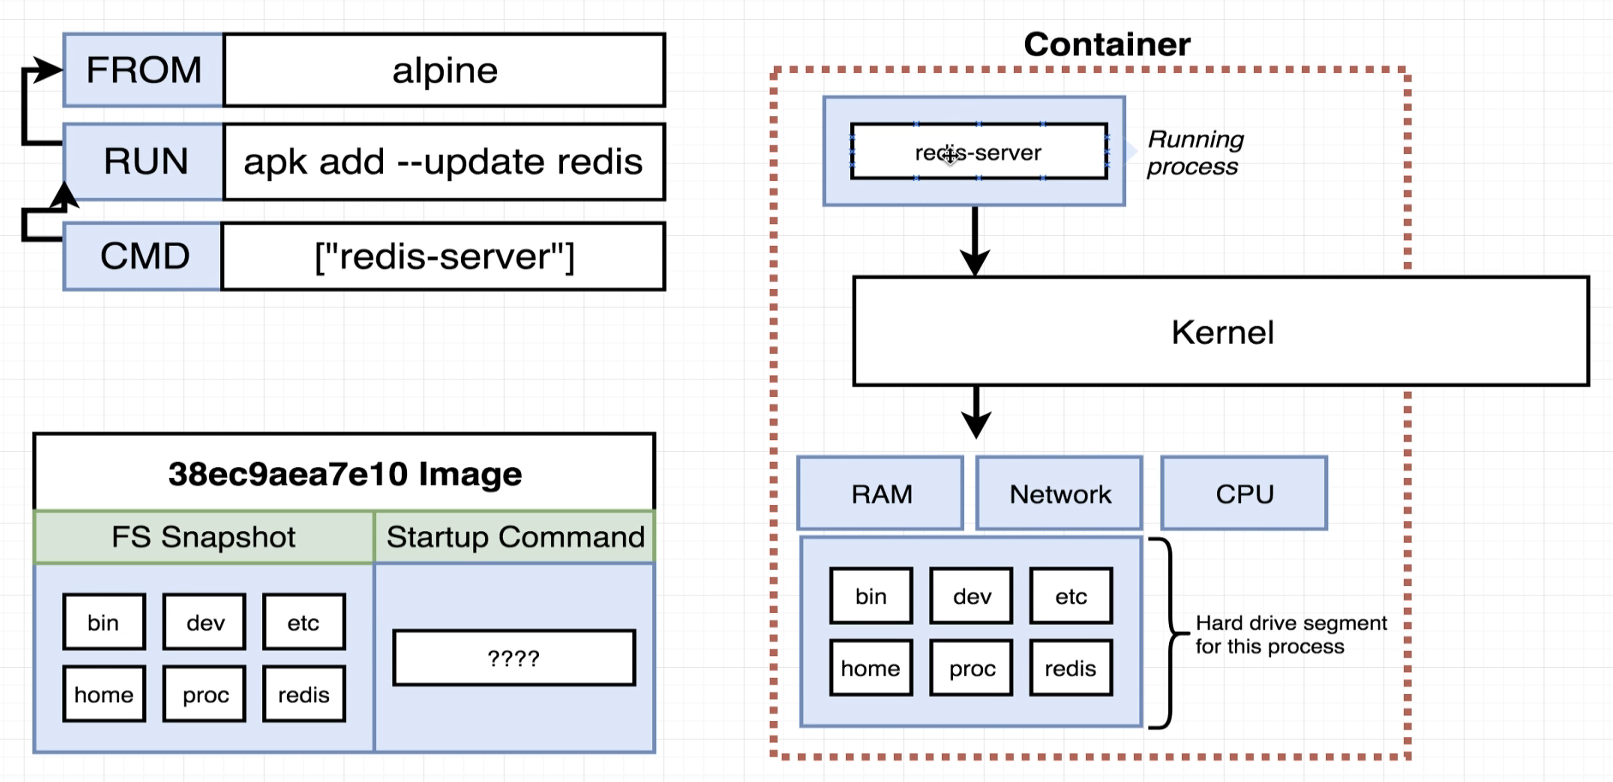 FROM alpine
RUN apk add --update redis
CMD ["redis-server"]
38ec9aea7e10 Image
FS Snapshot Startup Command
bin dev etc
????
home proc redis
Container
redis-server
Running
process
Kernel
RAM Network CPU
bin dev etc
home proc redis
Hard drive segment
for this process